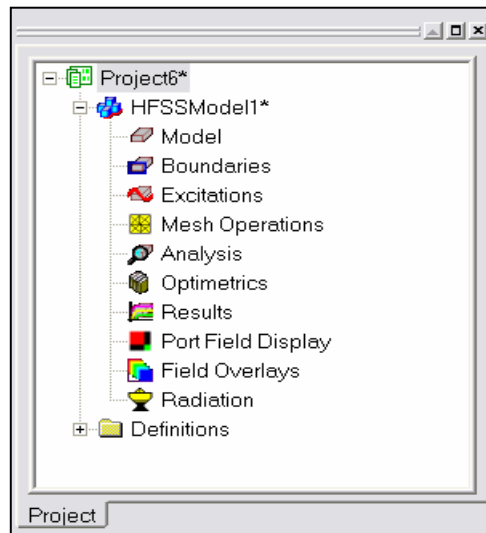 Project6*
HFSSModel1*
Model
Boundaries
Excitations
Mesh Operations
Analysis
Optimetrics
Results
Port Field Display
Field Overlays
Radiation
Definitions
Project